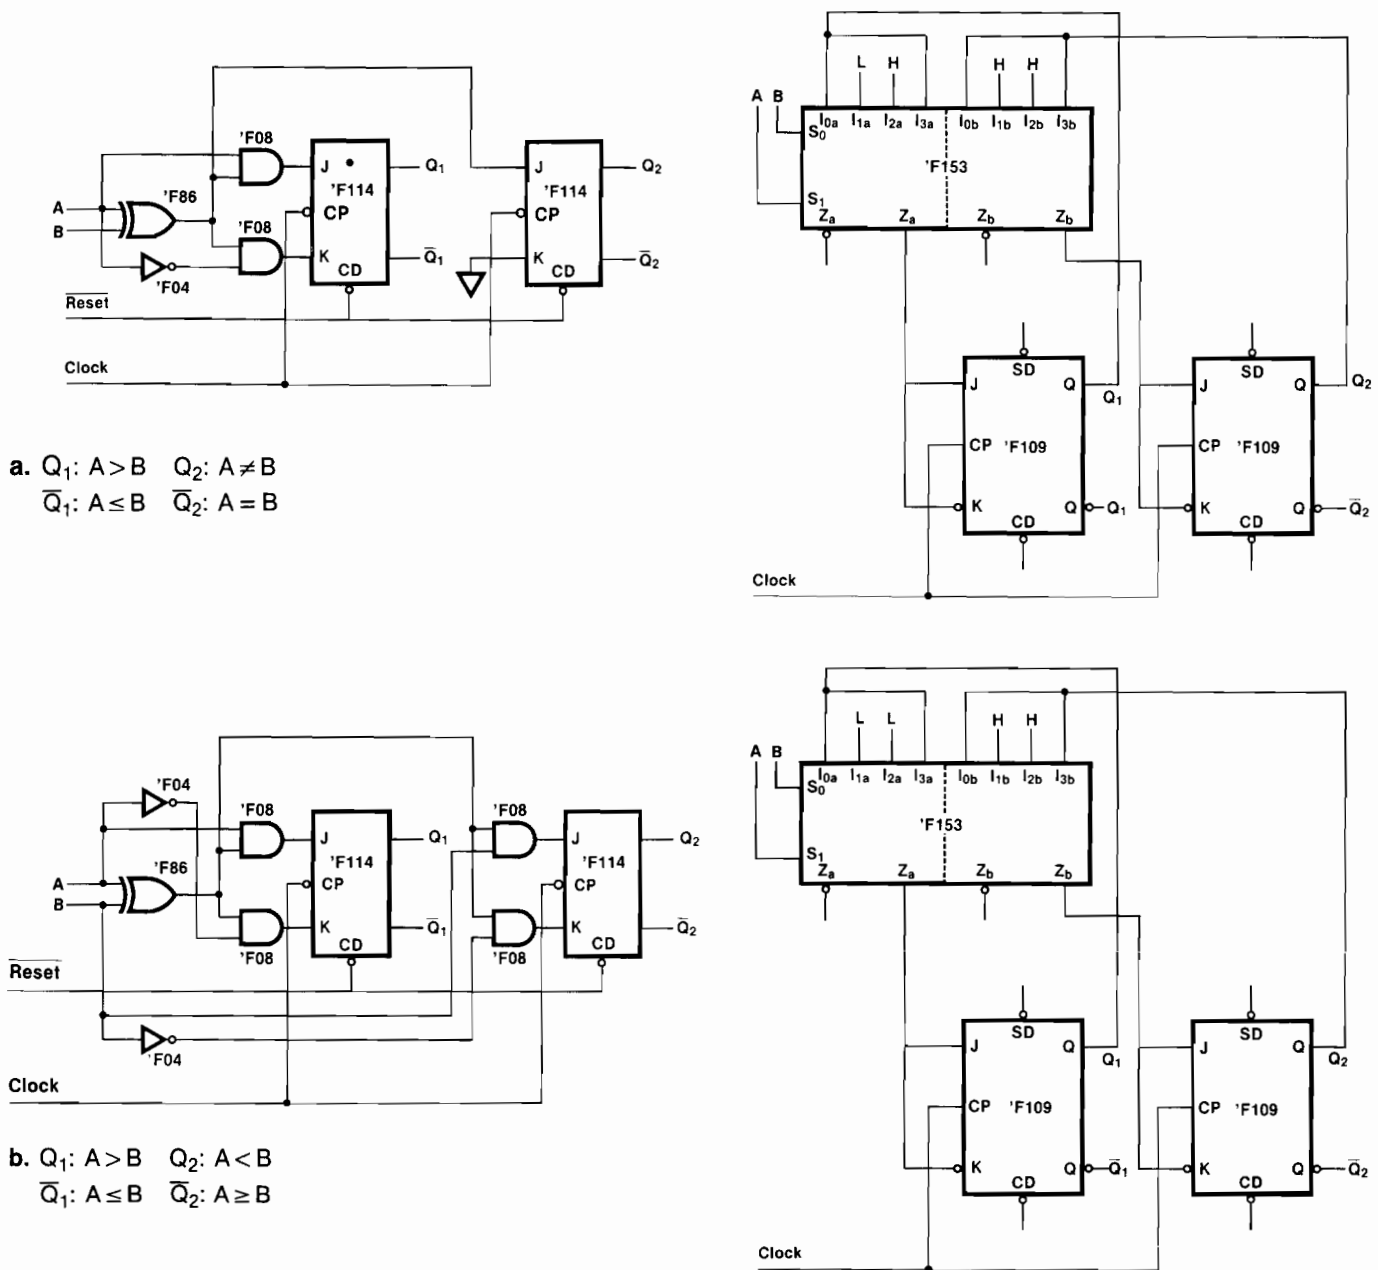 'F08
J
Q₁
'F114
CP
K
CD
Q̅₁
'F86
A
B
'F08
'F04
J
Q₂
'F114
CP
K
CD
Q̅₂
R̅e̅s̅e̅t̅
Clock
a. Q₁: A > B Q₂: A ≠ B
Q̅₁: A ≤ B Q̅₂: A = B
A B
L H H H
I₀ₐ I₁ₐ I₂ₐ I₃ₐ I₀b I₁b I₂b I₃b
S₀
'F153
S₁
Zₐ Zₐ Zb Zb
SD
J Q
Q₁
CP 'F109
K Q Q₁
CD
SD
J Q Q₂
CP 'F109
K Q Q̅₂
CD
Clock
'F04
'F08
J
Q₁
'F114
CP
K
CD
Q̅₁
'F86
A
B
'F08
'F08
J
Q₂
'F114
CP
K
CD
Q̅₂
'F08
R̅e̅s̅e̅t̅
'F04
Clock
b. Q₁: A > B Q₂: A < B
Q̅₁: A ≤ B Q̅₂: A ≥ B
A B
L L H H
I₀ₐ I₁ₐ I₂ₐ I₃ₐ I₀b I₁b I₂b I₃b
S₀
'F153
S₁
Zₐ Zₐ Zb Zb
SD
J Q
Q₁
CP 'F109
K Q Q̅₁
CD
SD
J Q
Q₂
CP 'F109
K Q Q̅₂
CD
Clock